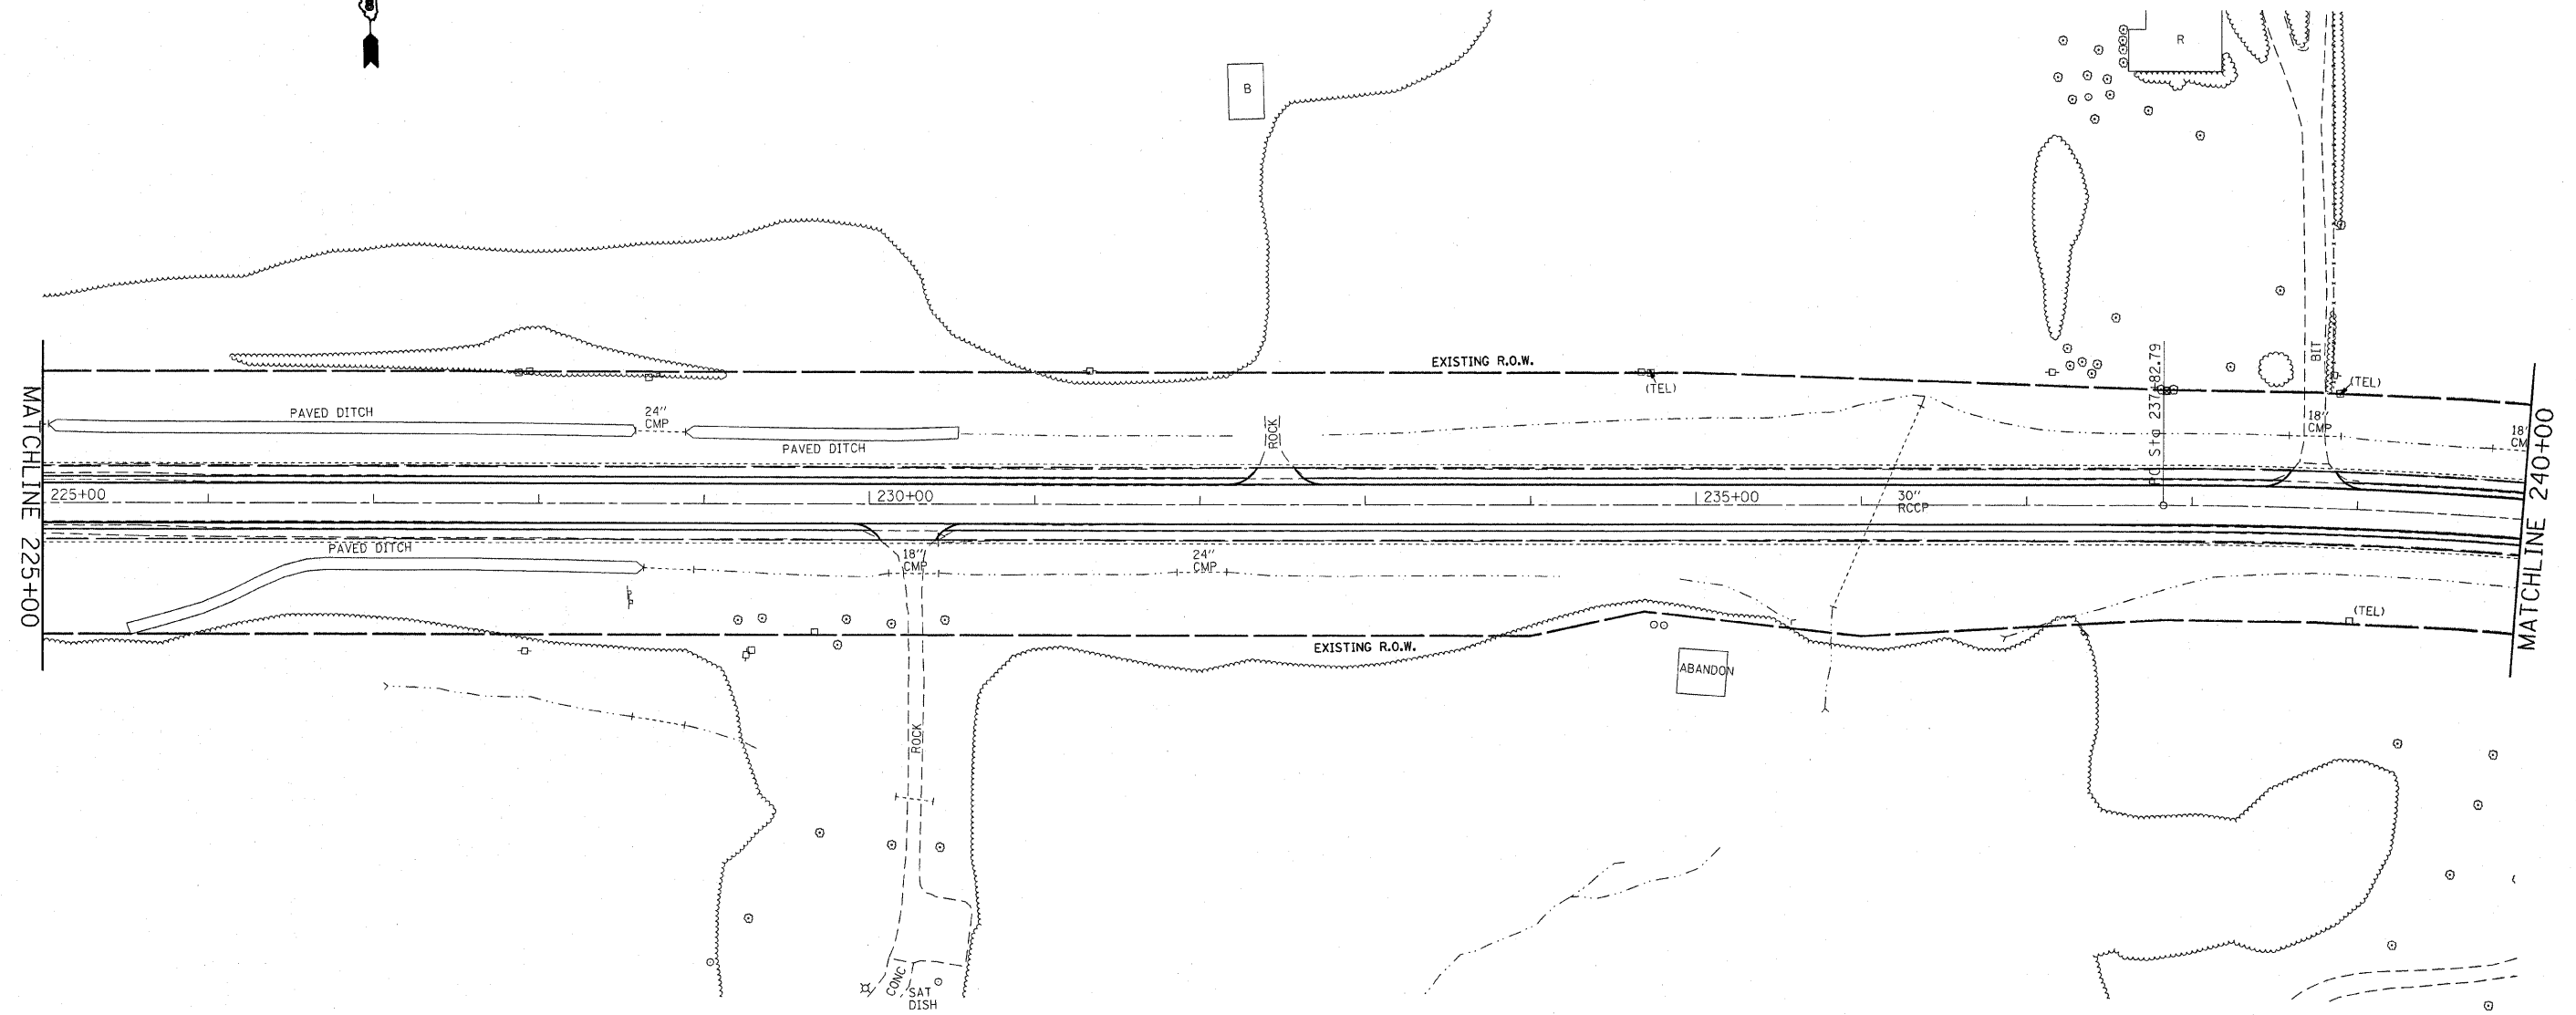 R
B
EXISTING R.O.W.
(TEL)
BIT
(TEL)
P.C. Sta 237+82.79
MATCHLINE 225+00
PAVED DITCH
24"
CMP
PAVED DITCH
ROCK
18"
CMP
18"
CM
MATCHLINE 240+00
225+00
230+00
235+00
30"
RCCP
PAVED DITCH
18"
CMP
24"
CMP
(TEL)
EXISTING R.O.W.
ABANDON
ROCK
CONC
SAT
DISH